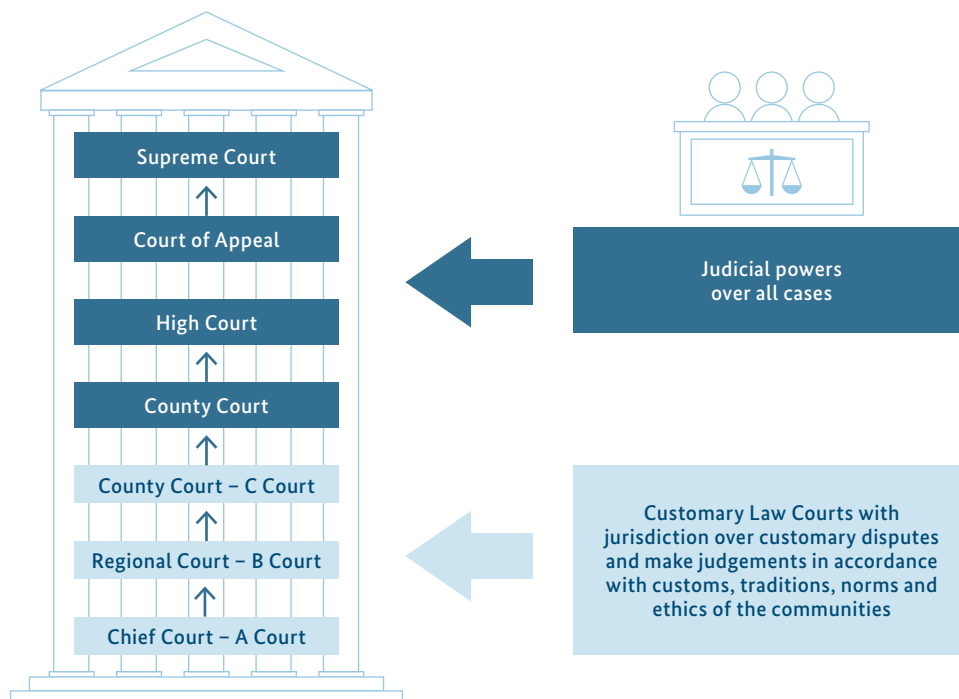 Supreme Court
Court of Appeal
High Court
County Court
County Court – C Court
Regional Court – B Court
Chief Court – A Court
Judicial powers
over all cases
Customary Law Courts with
jurisdiction over customary disputes
and make judgements in accordance
with customs, traditions, norms and
ethics of the communities